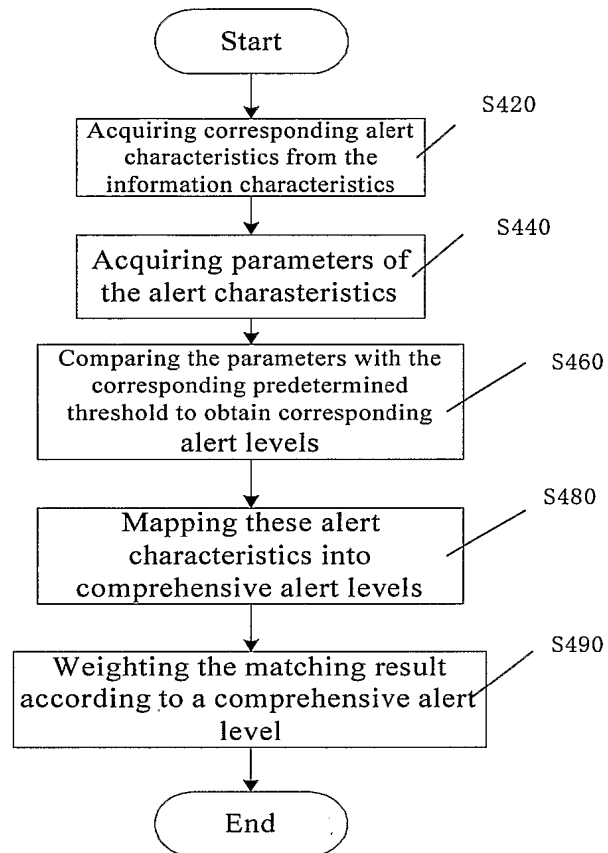 Start
S420
Acquiring corresponding alert
characteristics from the
information characteristics
S440
Acquiring parameters of
the alert charasteristics
S460
Comparing the parameters with the
corresponding predetermined
threshold to obtain corresponding
alert levels
S480
Mapping these alert
characteristics into
comprehensive alert levels
S490
Weighting the matching result
according to a comprehensive alert
level
End